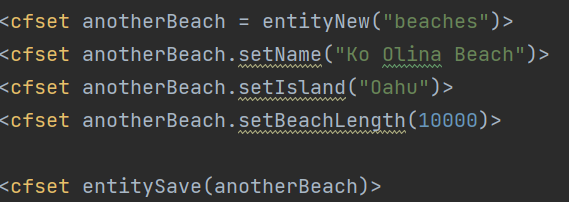 <cfset anotherBeach = entityNew("beaches")>
<cfset anotherBeach.setName("Ko Olina Beach")>
<cfset anotherBeach.setIsland("Oahu")>
<cfset anotherBeach.setBeachLength(10000)>
<cfset entitySave(anotherBeach)>